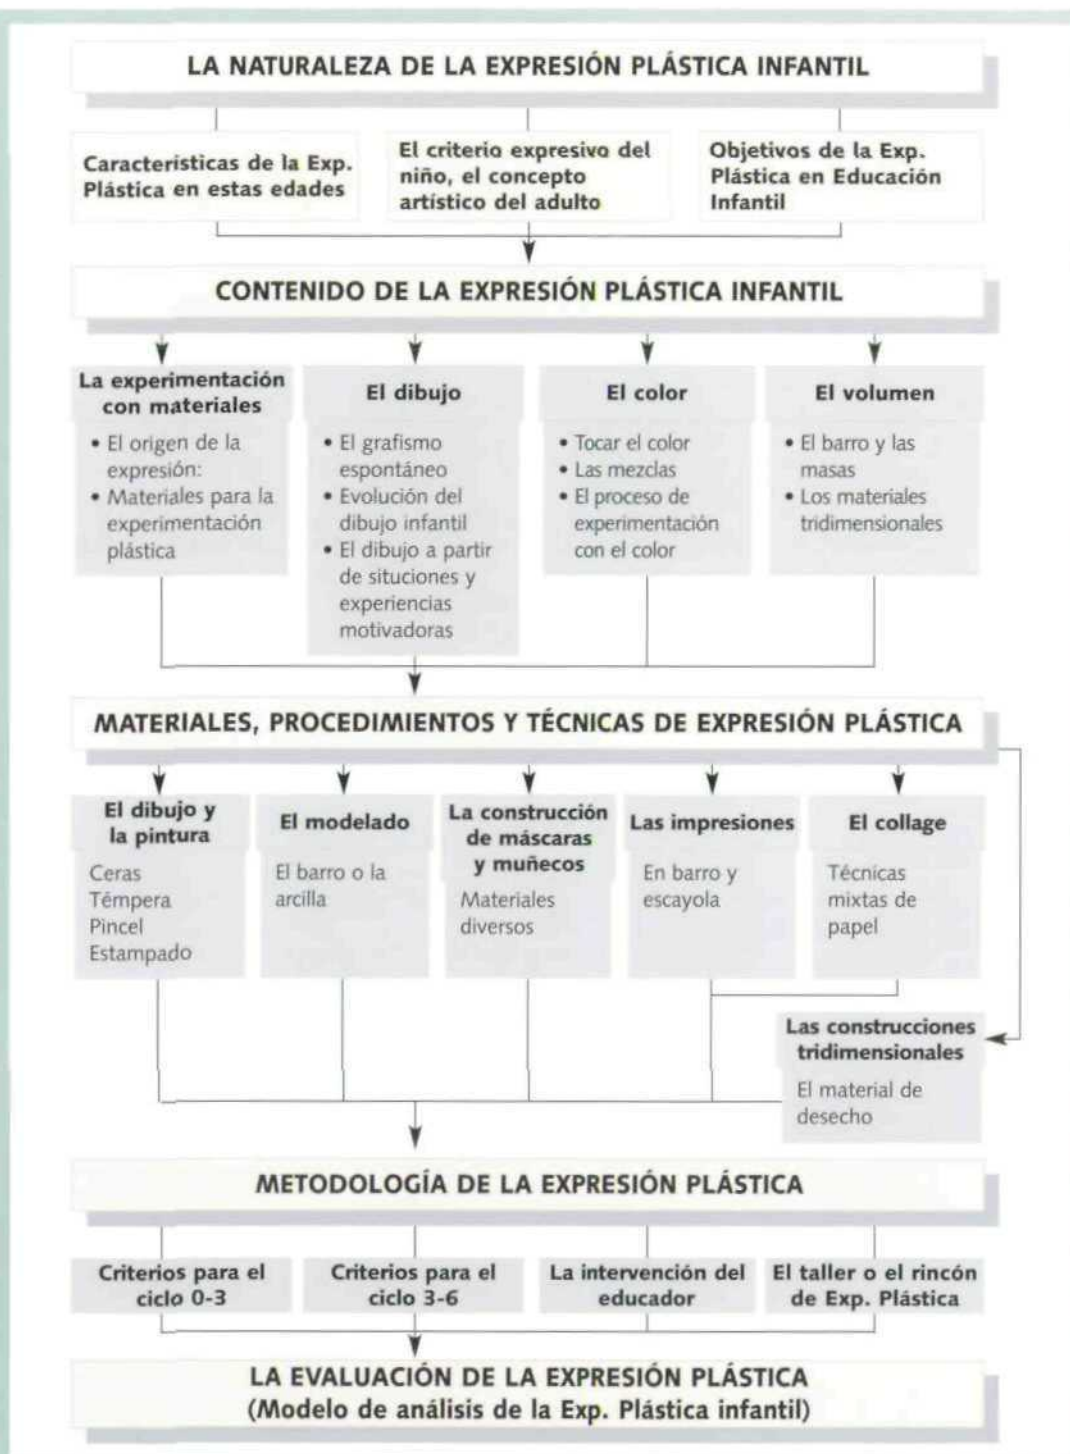 LA NATURALEZA DE LA EXPRESIÓN PLÁSTICA INFANTIL
Características de la Exp.
Plástica en estas edades
El criterio expresivo del
niño, el concepto
artístico del adulto
Objetivos de la Exp.
Plástica en Educación
Infantil
CONTENIDO DE LA EXPRESIÓN PLÁSTICA INFANTIL
La experimentación
con materiales
• El origen de la
expresión:
• Materiales para la
experimentación
plástica
El dibujo
• El grafismo
espontáneo
• Evolución del
dibujo infantil
• El dibujo a partir
de situciones y
experiencias
motivadoras
El color
• Tocar el color
• Las mezclas
• El proceso de
experimentación
con el color
El volumen
• El barro y las
masas
• Los materiales
tridimensionales
MATERIALES, PROCEDIMIENTOS Y TÉCNICAS DE EXPRESIÓN PLÁSTICA
El dibujo y
la pintura
Ceras
Témpera
Pincel
Estampado
El modelado
El barro o la
arcilla
La construcción
de máscaras
y muñecos
Materiales
diversos
Las impresiones
En barro y
escayola
El collage
Técnicas
mixtas de
papel
Las construcciones
tridimensionales
El material de
desecho
METODOLOGÍA DE LA EXPRESIÓN PLÁSTICA
Criterios para el
ciclo 0-3
Criterios para el
ciclo 3-6
La intervención del
educador
El taller o el rincón
de Exp. Plástica
LA EVALUACIÓN DE LA EXPRESIÓN PLÁSTICA
(Modelo de análisis de la Exp. Plástica infantil)